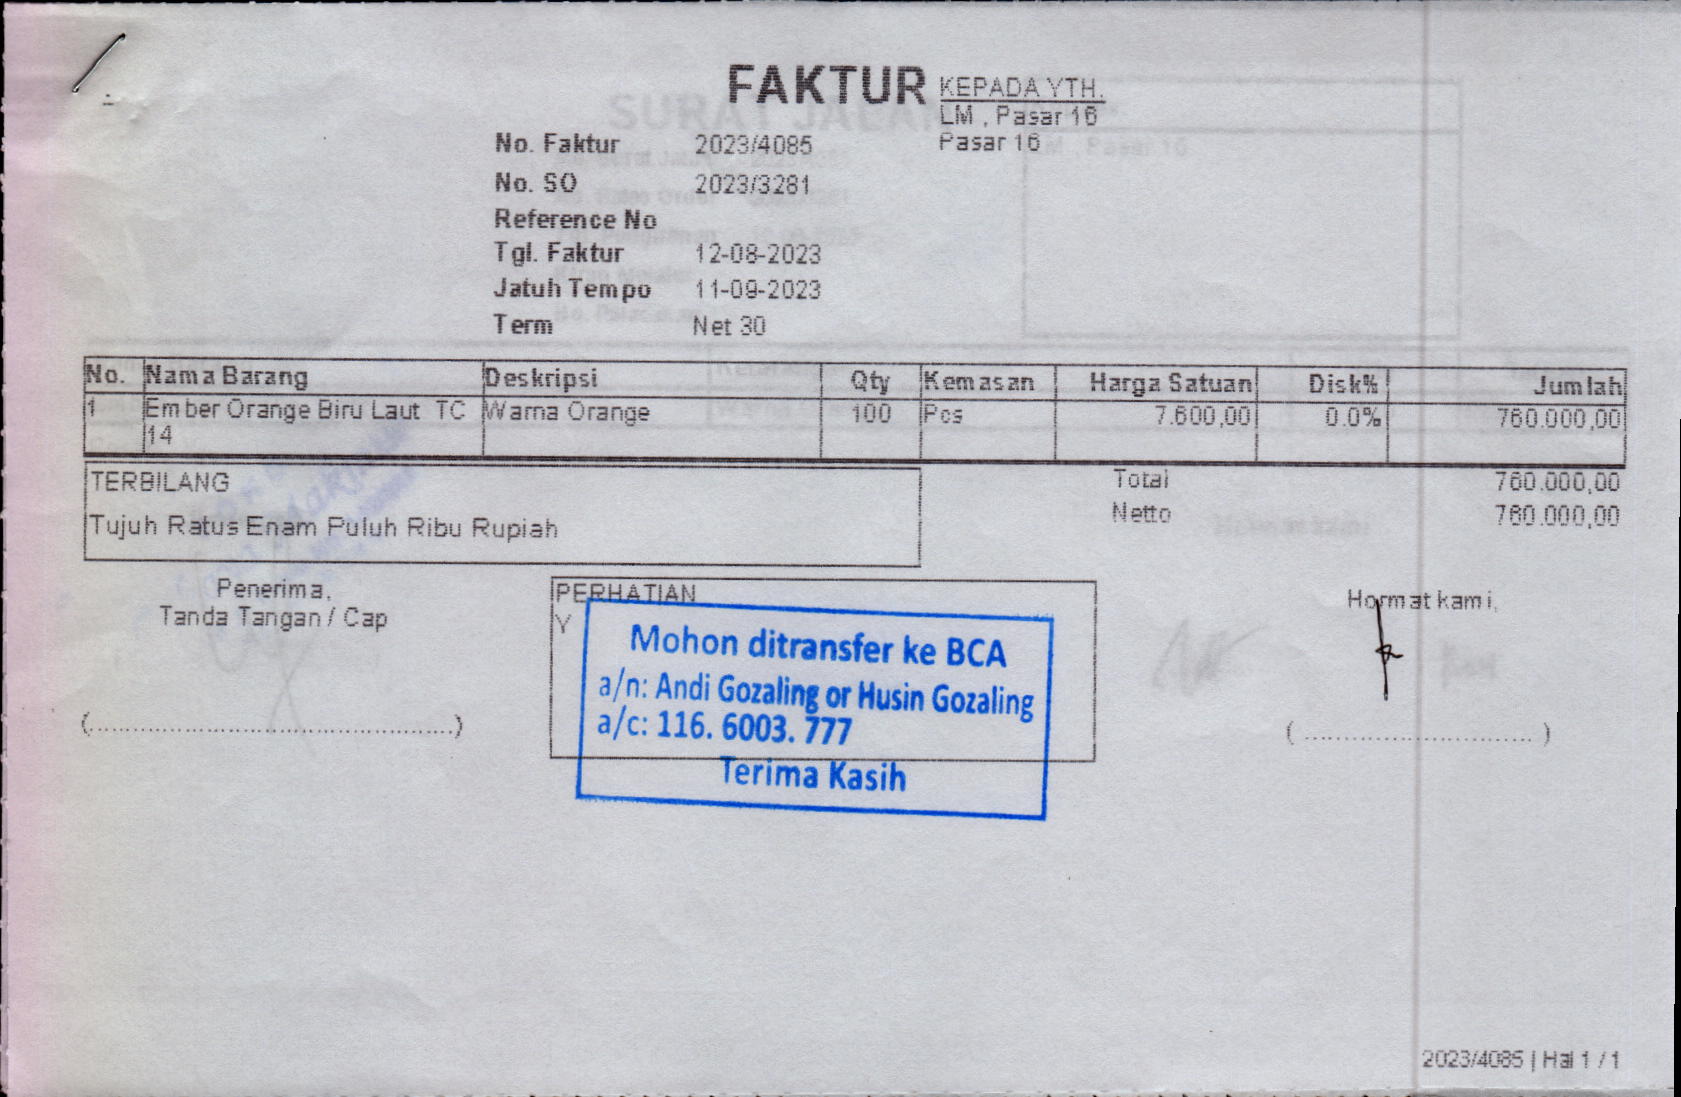 FAKTUR
KEPADA YTH.
LM , Pasar 16
Pasar 16
No. Faktur 2023/4085
No. SO 2023/3281
Reference No
Tgl. Faktur 12-08-2023
Jatuh Tempo 11-09-2023
Term Net 30
No. Nama Barang Deskripsi Qty Kemasan Harga Satuan Disk% Jumlah
1 Ember Orange Biru Laut TC Warna Orange 100 Pcs 7.600,00 0.0% 760.000,00
14
TERBILANG
Tujuh Ratus Enam Puluh Ribu Rupiah
Total 760.000,00
Netto 760.000,00
Penerima,
Tanda Tangan / Cap
PERHATIAN
Y
Mohon ditransfer ke BCA
a/n: Andi Gozaling or Husin Gozaling
a/c: 116. 6003. 777
Terima Kasih
Hormat kami,
(................................................)
( ............................... )
2023/4085 | Hal 1 / 1